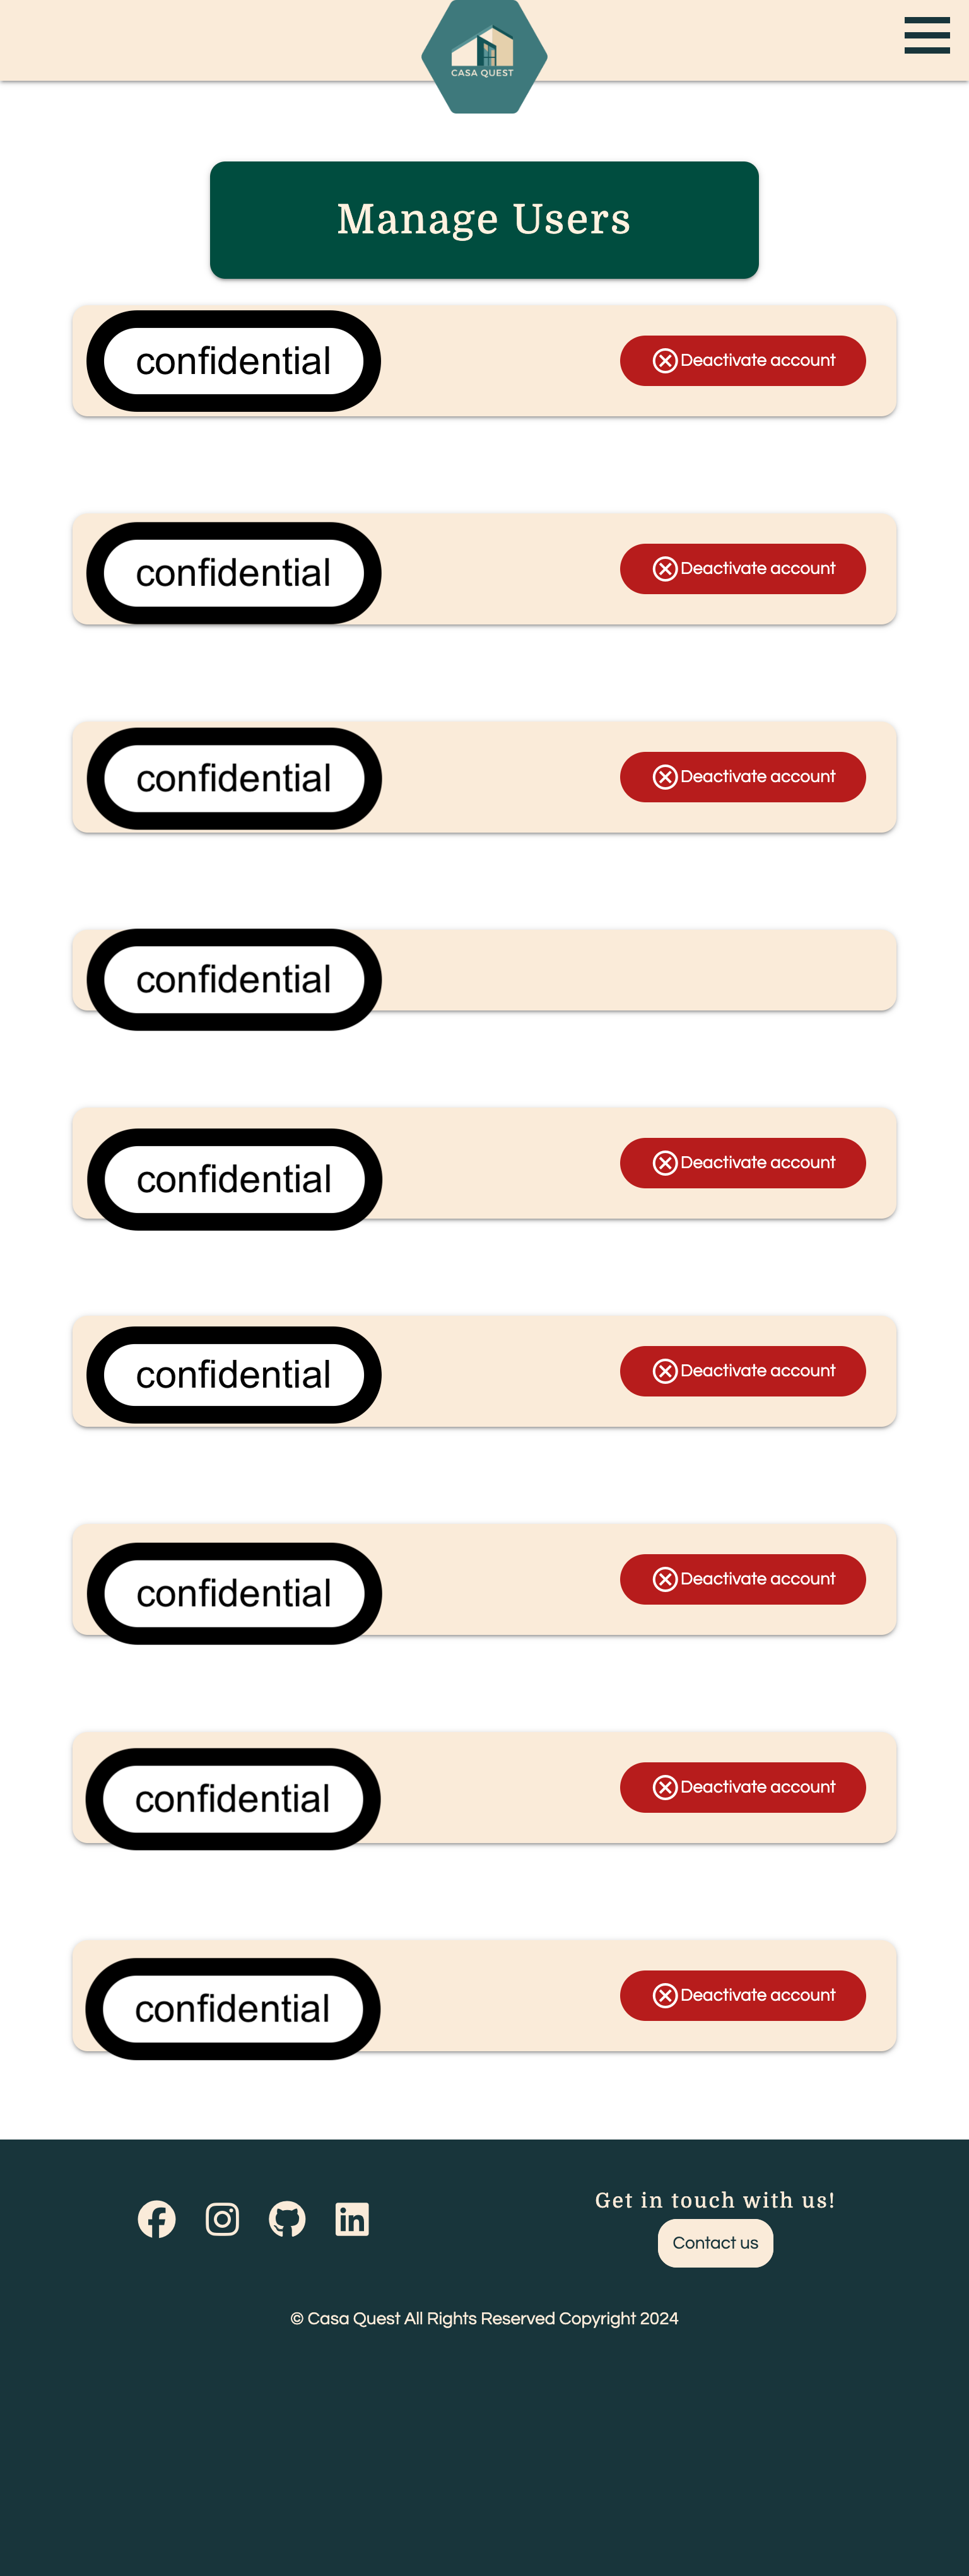 CASA QUEST
Manage Users
confidential
Deactivate account
confidential
Deactivate account
confidential
Deactivate account
confidential
confidential
Deactivate account
confidential
Deactivate account
confidential
Deactivate account
confidential
Deactivate account
confidential
Deactivate account
Get in touch with us!
Contact us
© Casa Quest All Rights Reserved Copyright 2024